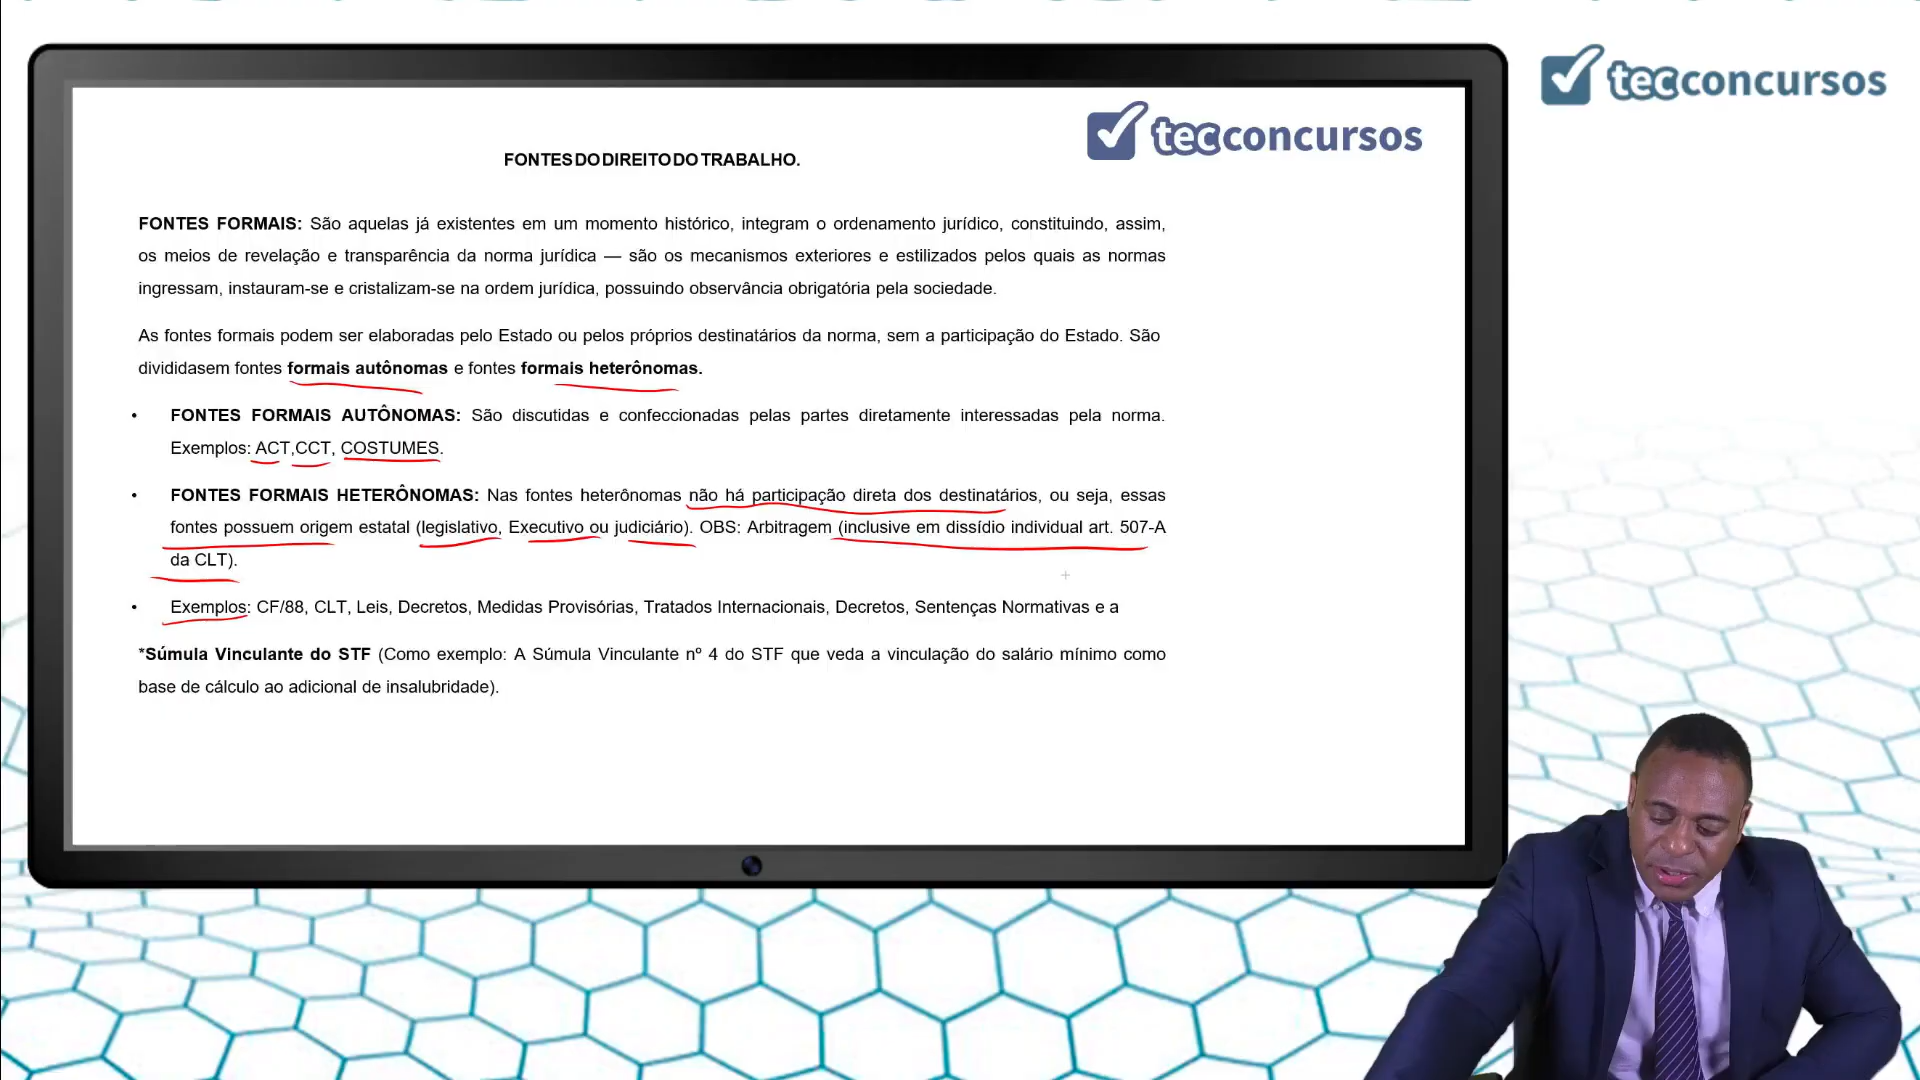 tecconcursos
tecconcursos
FONTES DO DIREITO DO TRABALHO.
FONTES FORMAIS: São aquelas já existentes em um momento histórico, integram o ordenamento jurídico, constituindo, assim,
os meios de revelação e transparência da norma jurídica — são os mecanismos exteriores e estilizados pelos quais as normas
ingressam, instauram-se e cristalizam-se na ordem jurídica, possuindo observância obrigatória pela sociedade.
As fontes formais podem ser elaboradas pelo Estado ou pelos próprios destinatários da norma, sem a participação do Estado. São
divididasem fontes formais autônomas e fontes formais heterônomas.
• FONTES FORMAIS AUTÔNOMAS: São discutidas e confeccionadas pelas partes diretamente interessadas pela norma.
Exemplos: ACT,CCT, COSTUMES.
• FONTES FORMAIS HETERÔNOMAS: Nas fontes heterônomas não há participação direta dos destinatários, ou seja, essas
fontes possuem origem estatal (legislativo, Executivo ou judiciário). OBS: Arbitragem (inclusive em dissídio individual art. 507-A
da CLT).
• Exemplos: CF/88, CLT, Leis, Decretos, Medidas Provisórias, Tratados Internacionais, Decretos, Sentenças Normativas e a
*Súmula Vinculante do STF (Como exemplo: A Súmula Vinculante nº 4 do STF que veda a vinculação do salário mínimo como
base de cálculo ao adicional de insalubridade).